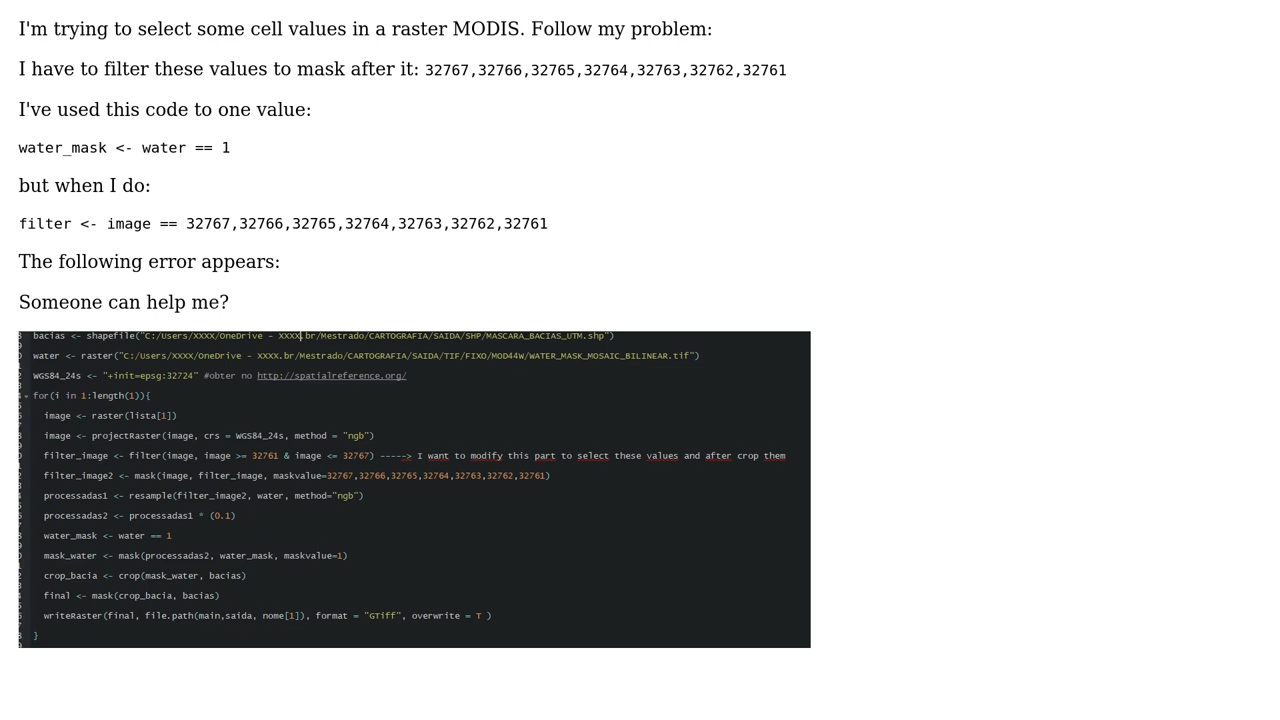 I'm trying to select some cell values in a raster MODIS. Follow my problem:
I have to filter these values to mask after it: 32767,32766,32765,32764,32763,32762,32761
I've used this code to one value:
water_mask <- water == 1
but when I do:
filter <- image == 32767,32766,32765,32764,32763,32762,32761
The following error appears:
Someone can help me?
bacias <- shapefile("C:/Users/XXXX/OneDrive - XXXX.br/Mestrado/CARTOGRAFIA/SAIDA/SHP/MASCARA_BACIAS_UTM.shp")
water <- raster("C:/Users/XXXX/OneDrive - XXXX.br/Mestrado/CARTOGRAFIA/SAIDA/TIF/FIXO/MOD44W/WATER_MASK_MOSAIC_BILINEAR.tif")
WGS84_24s <- "+init=epsg:32724" #obter no http://spatialreference.org/
for(i in 1:length(1)){
image <- raster(lista[1])
image <- projectRaster(image, crs = WGS84_24s, method = "ngb")
filter_image <- filter(image, image >= 32761 & image <= 32767) -----> I want to modify this part to select these values and after crop them
filter_image2 <- mask(image, filter_image, maskvalue=32767,32766,32765,32764,32763,32762,32761)
processadas1 <- resample(filter_image2, water, method="ngb")
processadas2 <- processadas1 * (0.1)
water_mask <- water == 1
mask_water <- mask(processadas2, water_mask, maskvalue=1)
crop_bacia <- crop(mask_water, bacias)
final <- mask(crop_bacia, bacias)
writeRaster(final, file.path(main,saida, nome[1]), format = "GTiff", overwrite = T )
}